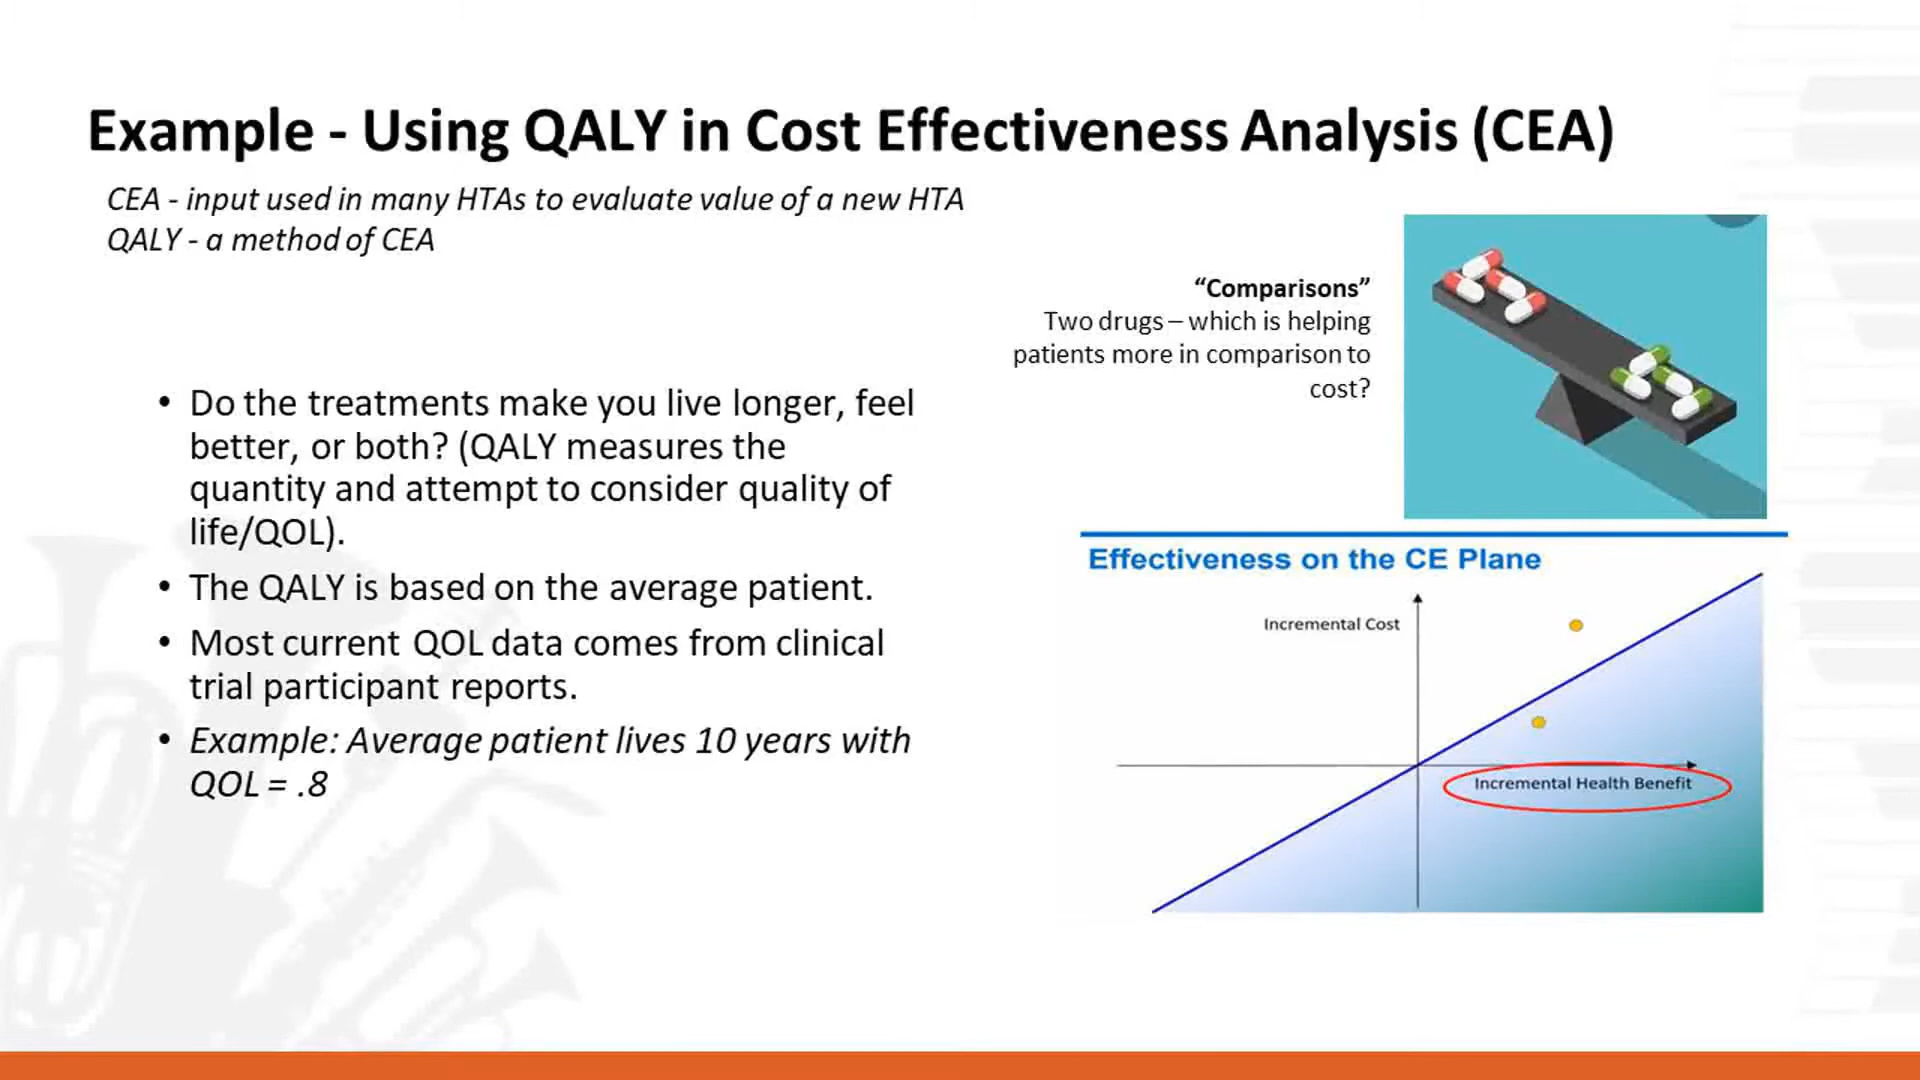 Example - Using QALY in Cost Effectiveness Analysis (CEA)
CEA - input used in many HTAs to evaluate value of a new HTA
QALY - a method of CEA
“Comparisons”
Two drugs – which is helping
patients more in comparison to
cost?
• Do the treatments make you live longer, feel
better, or both? (QALY measures the
quantity and attempt to consider quality of
life/QOL).
• The QALY is based on the average patient.
• Most current QOL data comes from clinical
trial participant reports.
• Example: Average patient lives 10 years with
QOL = .8
Effectiveness on the CE Plane
Incremental Cost
Incremental Health Benefit